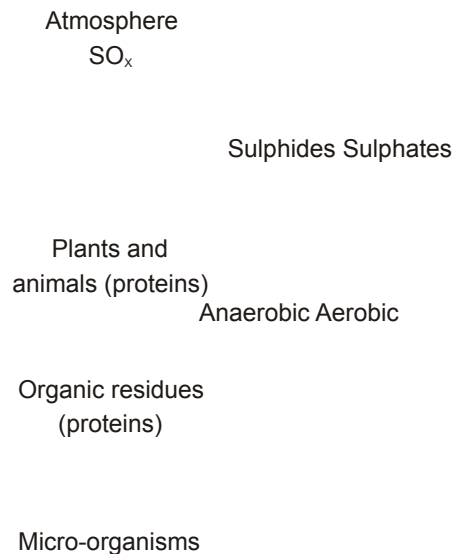 Atmosphere
SOₓ
Sulphides Sulphates
Plants and
animals (proteins)
Anaerobic Aerobic
Organic residues
(proteins)
Micro-organisms